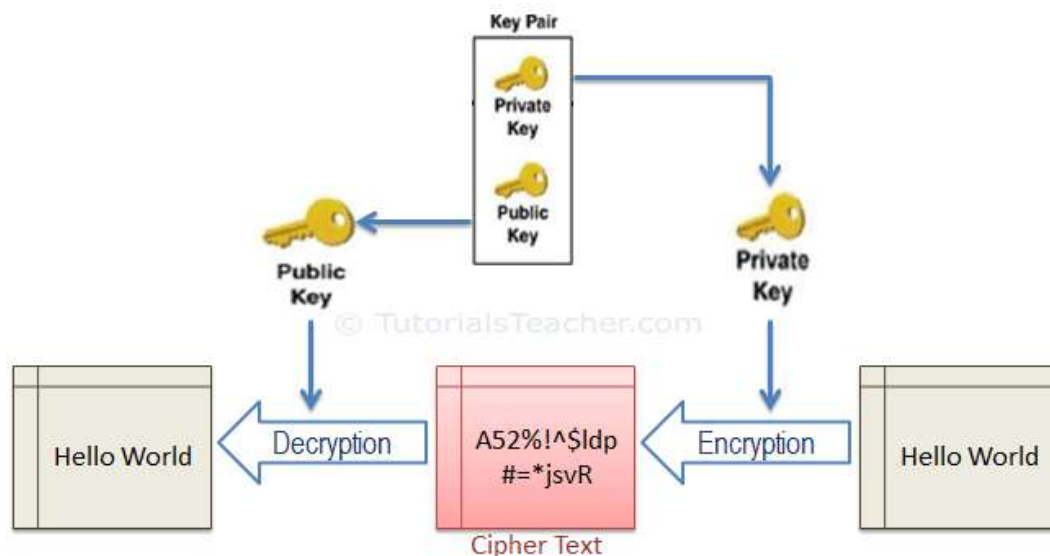 Key Pair
Private
Key
Public
Key
Public
Key
Private
Key
© TutorialsTeacher.com
Hello World
Decryption
A52%!^$ldp
#=*jsvR
Encryption
Hello World
Cipher Text